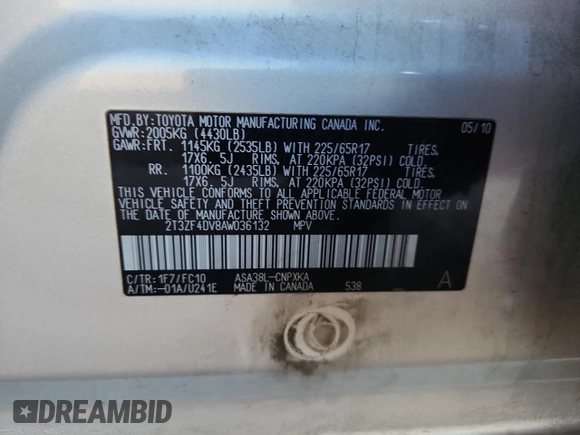 MFD.BY:TOYOTA MOTOR MANUFACTURING CANADA INC.
GVWR:2005KG (4430LB) 05/10
GAWR:FRT. 1145KG (2535LB) WITH 225/65R17 TIRES,
17X6. 5J RIMS, AT 220KPA (32PSI) COLD.
RR. 1100KG (2435LB) WITH 225/65R17 TIRES,
17X6. 5J RIMS, AT 220KPA (32PSI) COLD.
THIS VEHICLE CONFORMS TO ALL APPLICABLE FEDERAL MOTOR
VEHICLE SAFETY AND THEFT PREVENTION STANDARDS IN
EFFECT ON THE DATE OF MANUFACTURE SHOWN ABOVE.
2T3ZF4DV8AW036132 MPV
C/TR:1F7/FC10 ASA38L-CNPXKA A
A/TM:-01A/U241E MADE IN CANADA S38
DREAMBID